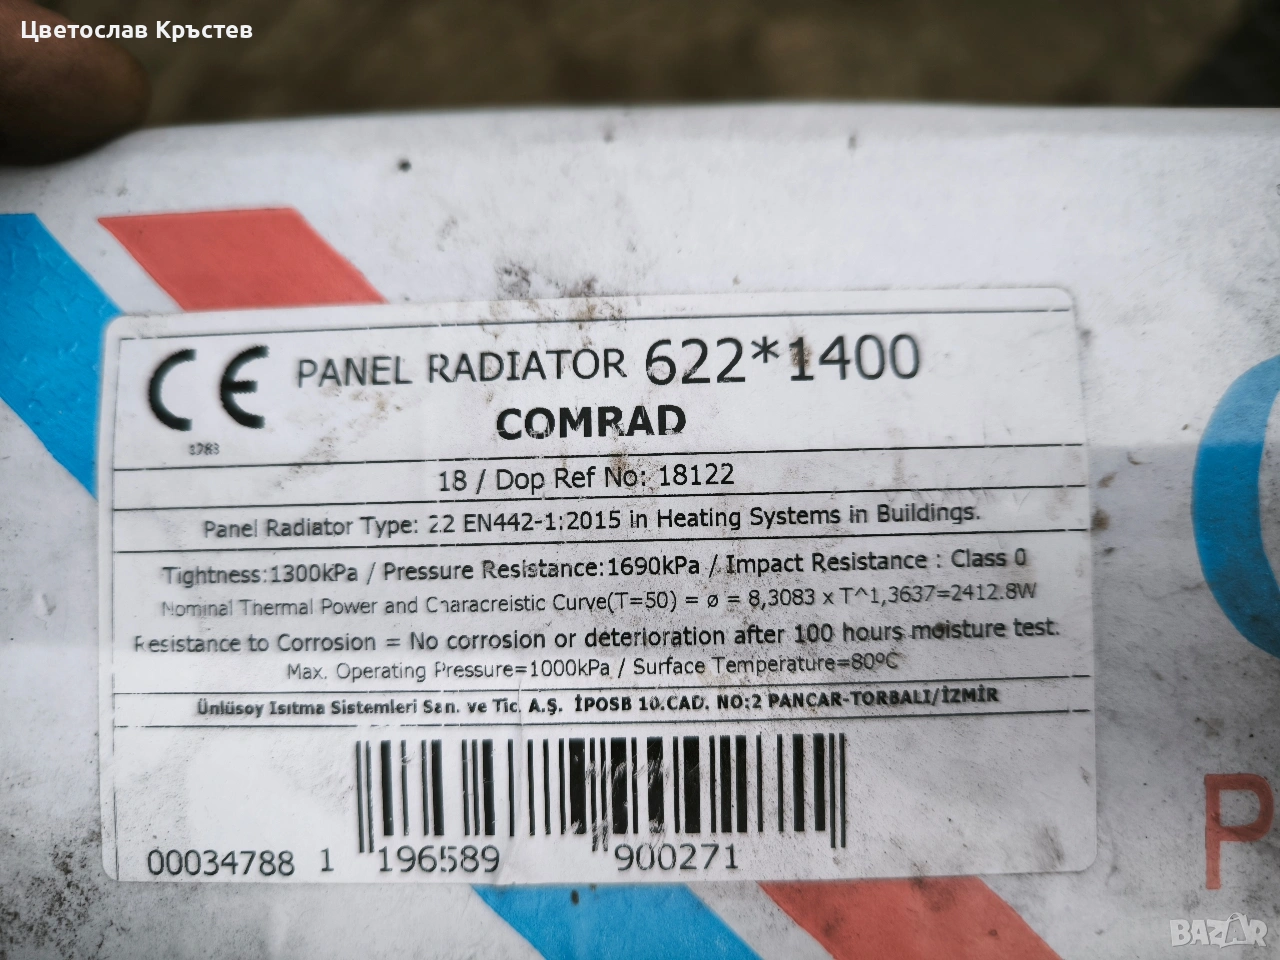 Цветослав Кръстев
CE PANEL RADIATOR 622*1400
COMRAD
1783
18 / Dop Ref No: 18122
Panel Radiator Type: 22 EN442-1:2015 in Heating Systems in Buildings.
Tightness:1300kPa / Pressure Resistance:1690kPa / Impact Resistance : Class 0
Nominal Thermal Power and Characreistic Curve(T=50) = ø = 8,3083 x T^1,3637=2412.8W
Resistance to Corrosion = No corrosion or deterioration after 100 hours moisture test.
Max. Operating Pressure=1000kPa / Surface Temperature=80ºC
Ünlüsoy Isıtma Sistemleri San. ve Tic. A.Ş. İPOSB 10.CAD. NO:2 PANCAR-TORBALI/İZMİR
00034788 1 196589 900271
P
BAZAR